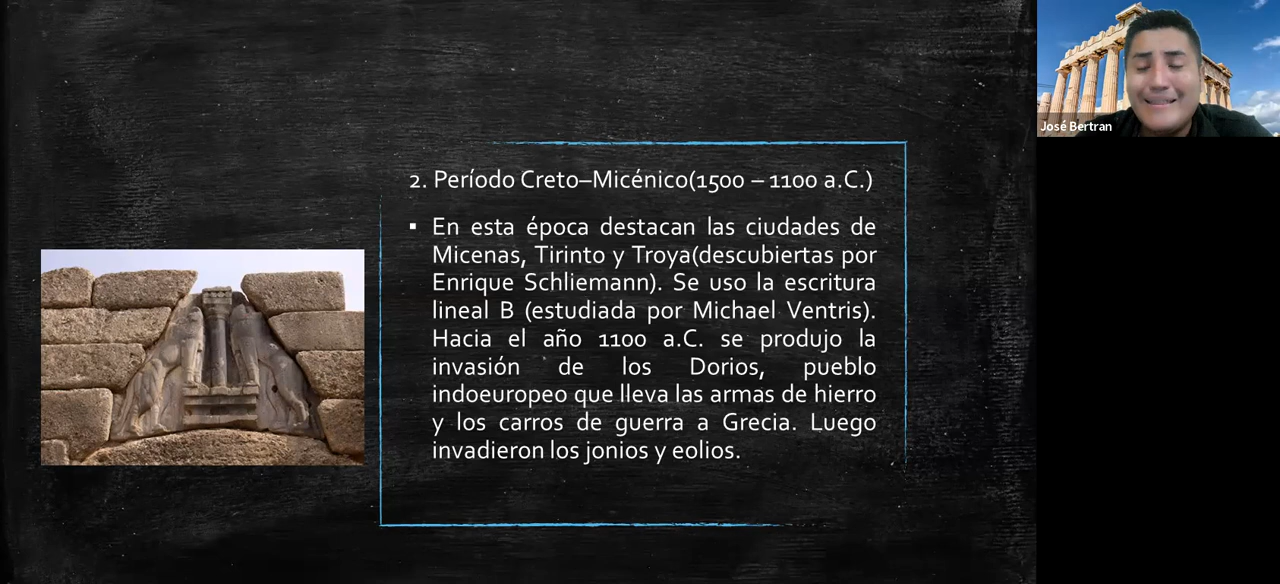 2. Período Creto–Micénico(1500 – 1100 a.C.)
▪ En esta época destacan las ciudades de
Micenas, Tirinto y Troya(descubiertas por
Enrique Schliemann). Se uso la escritura
lineal B (estudiada por Michael Ventris).
Hacia el año 1100 a.C. se produjo la
invasión de los Dorios, pueblo
indoeuropeo que lleva las armas de hierro
y los carros de guerra a Grecia. Luego
invadieron los jonios y eolios.
José Bertran